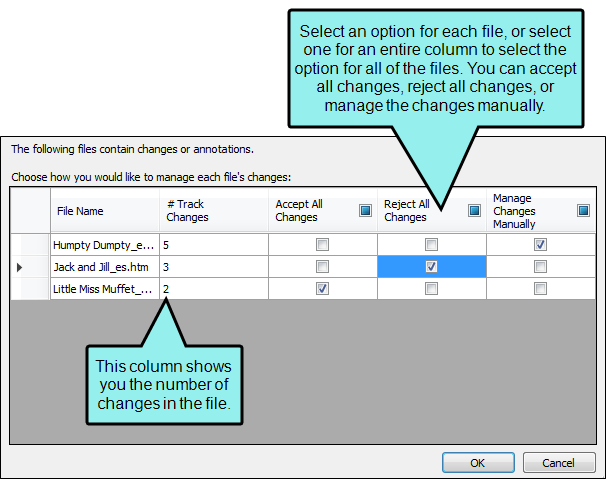 Select an option for each file, or select
one for an entire column to select the
option for all of the files. You can accept
all changes, reject all changes, or
manage the changes manually.
The following files contain changes or annotations.
Choose how you would like to manage each file's changes:
File Name
# Track
Changes
Accept All
Changes
Reject All
Changes
Manage
Changes
Manually
Humpty Dumpty_e... 5
Jack and Jill_es.htm 3
Little Miss Muffet_... 2
This column shows
you the number of
changes in the file.
OK Cancel